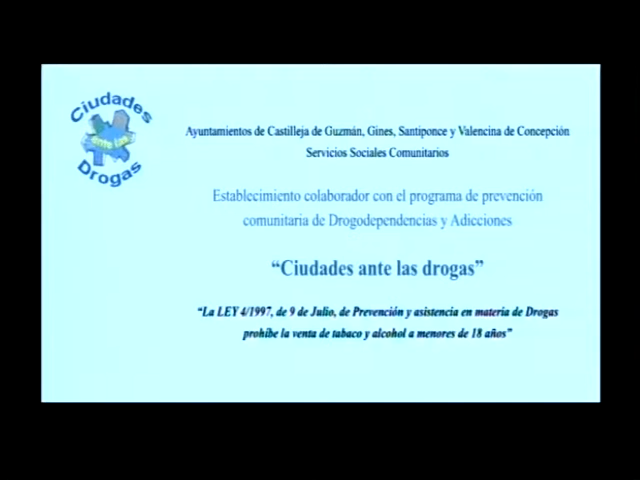 Ciudades
ante las
Drogas
Ayuntamientos de Castilleja de Guzmán, Gines, Santiponce y Valencina de Concepción
Servicios Sociales Comunitarios
Establecimiento colaborador con el programa de prevención
comunitaria de Drogodependencias y Adicciones
“Ciudades ante las drogas”
“La LEY 4/1997, de 9 de Julio, de Prevención y asistencia en materia de Drogas
prohíbe la venta de tabaco y alcohol a menores de 18 años”